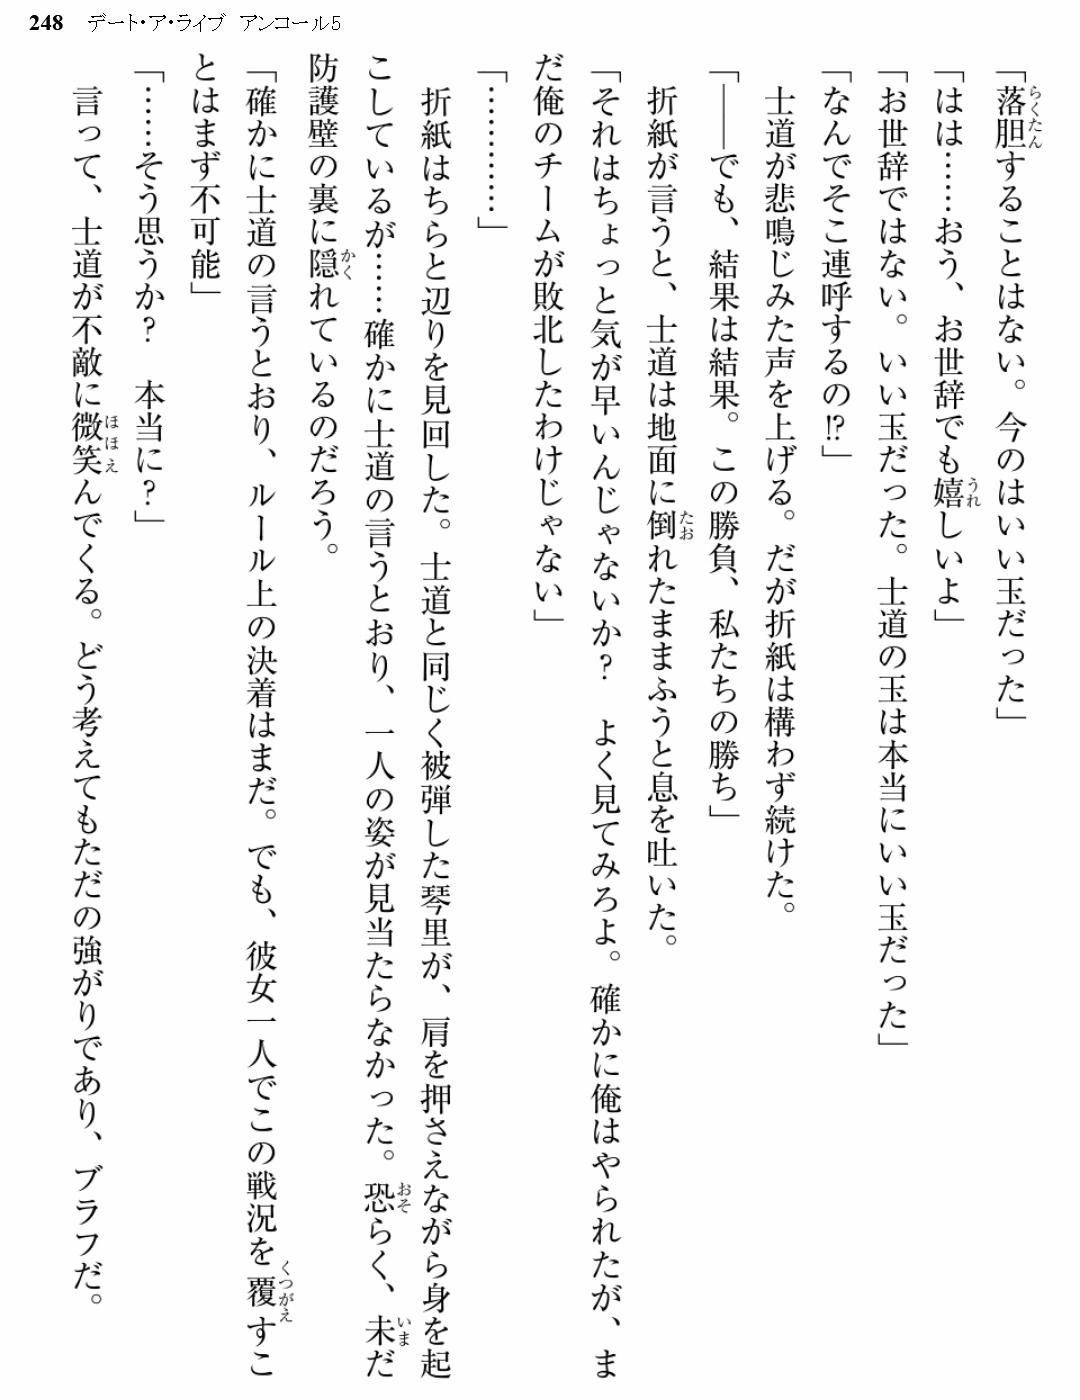 248 デート・ア・ライブ アンコール5
「落胆することはない。今のはいい玉だった」
「はは……おう、お世辞でも嬉しいよ」
「お世辞ではない。いい玉だった。士道の玉は本当にいい玉だった」
「なんでそこ連呼するの!?」
　士道が悲鳴じみた声を上げる。だが折紙は構わず続けた。
「――でも、結果は結果。この勝負、私たちの勝ち」
　折紙が言うと、士道は地面に倒れたままふうと息を吐いた。
「それはちょっと気が早いんじゃないか？　よく見てみろよ。確かに俺はやられたが、ま
だ俺のチームが敗北したわけじゃない」
「…………」
　折紙はちらと辺りを見回した。士道と同じく被弾した琴里が、肩を押さえながら身を起
こしているが……確かに士道の言うとおり、一人の姿が見当たらなかった。恐らく、未だ
防護壁の裏に隠れているのだろう。
「確かに士道の言うとおり、ルール上の決着はまだ。でも、彼女一人でこの戦況を覆すこ
とはまず不可能」
「……そう思うか？　本当に？」
　言って、士道が不敵に微笑んでくる。どう考えてもただの強がりであり、ブラフだ。